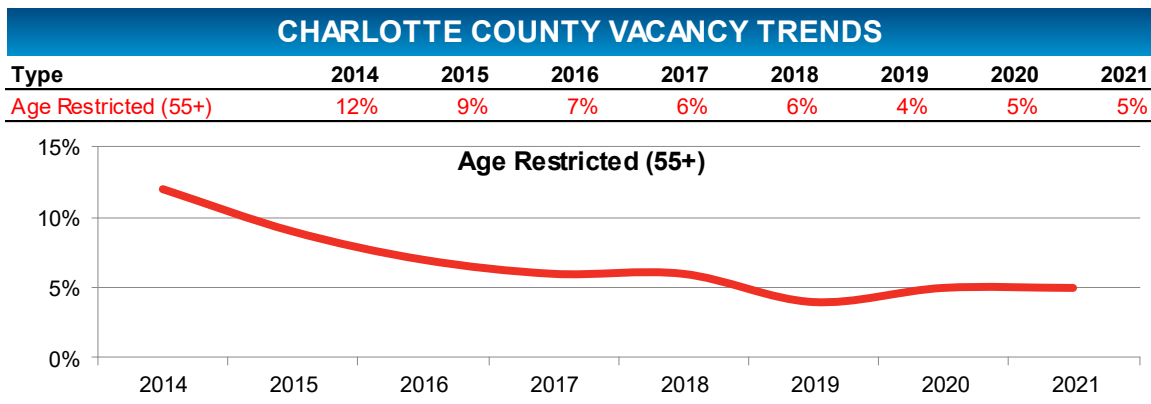 CHARLOTTE COUNTY VACANCY TRENDS
Type 2014 2015 2016 2017 2018 2019 2020 2021
Age Restricted (55+) 12% 9% 7% 6% 6% 4% 5% 5%
Age Restricted (55+)
15%
10%
5%
0%
2014 2015 2016 2017 2018 2019 2020 2021